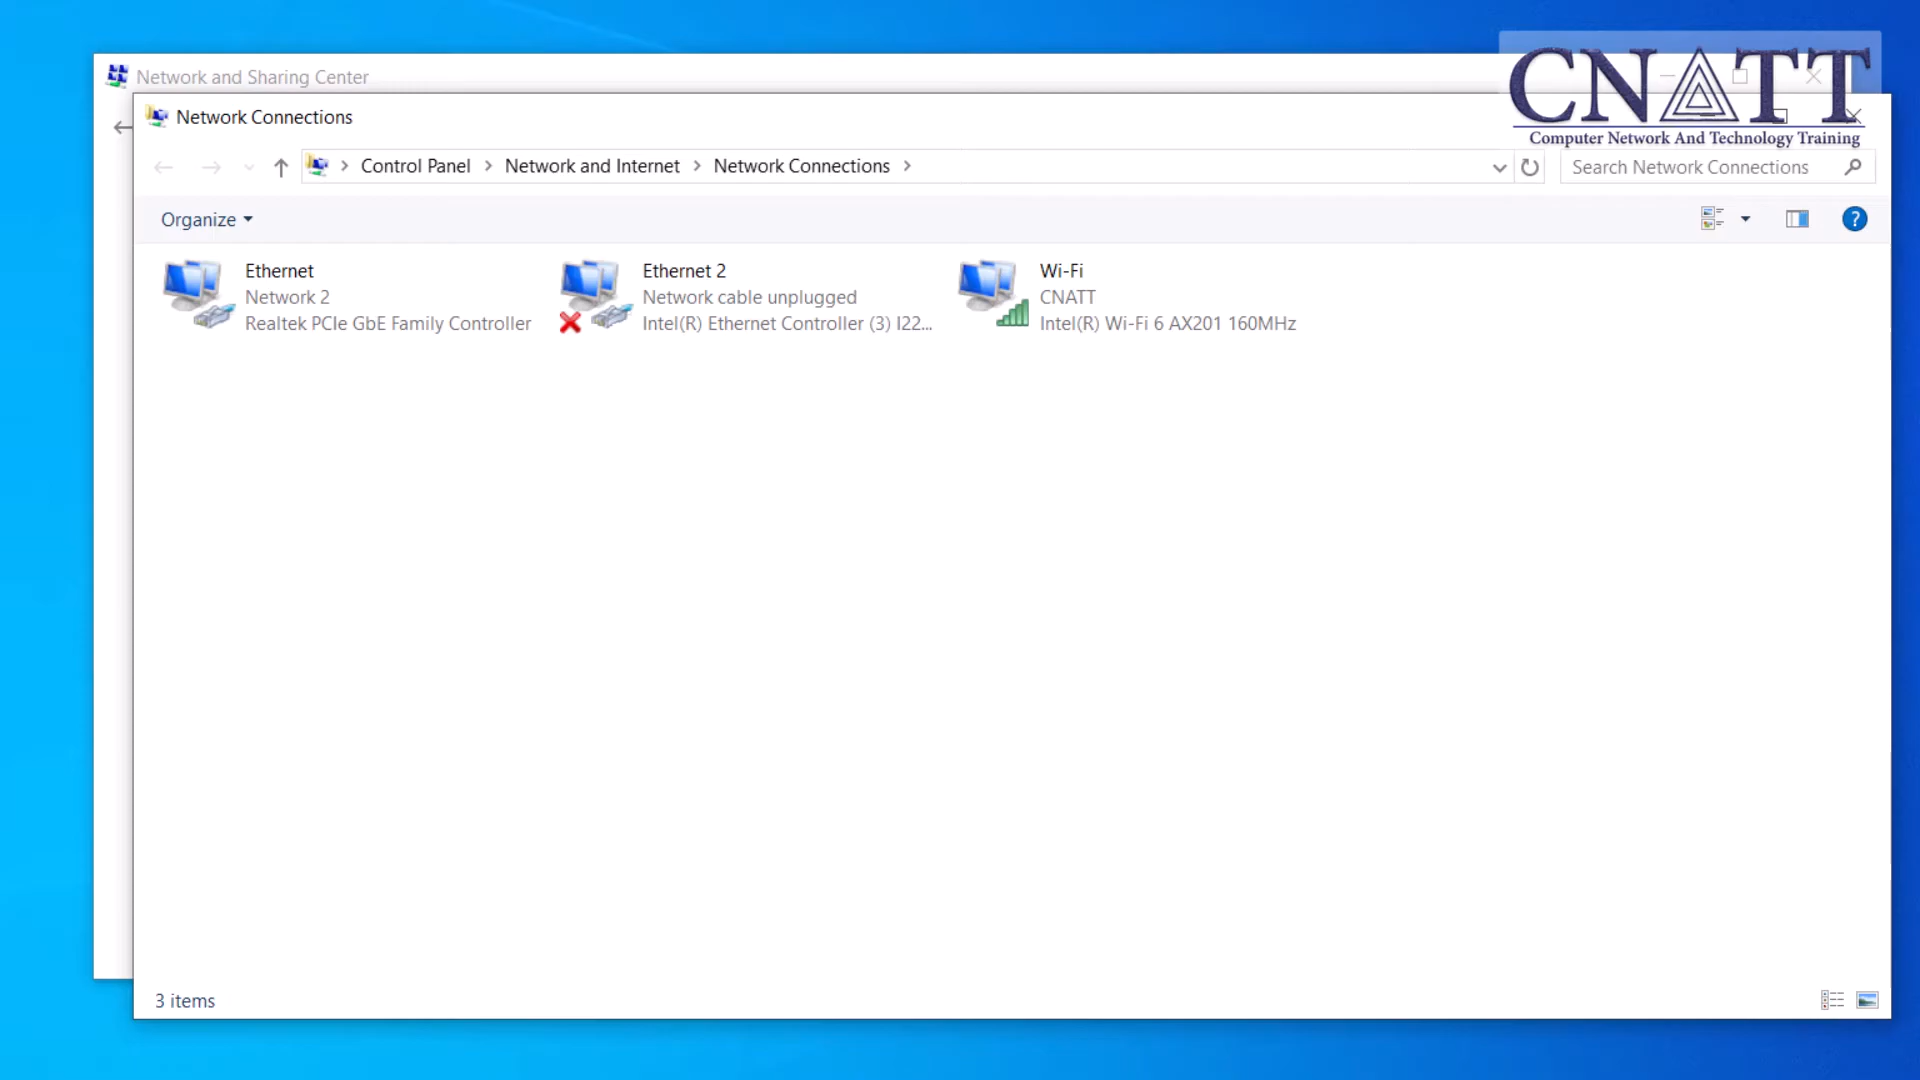 Network and Sharing Center
CNATT
Computer Network And Technology Training
Network Connections
Control Panel
Network and Internet
Network Connections
Search Network Connections
Organize
?
Ethernet
Network 2
Realtek PCIe GbE Family Controller
Ethernet 2
Network cable unplugged
Intel(R) Ethernet Controller (3) I22...
Wi-Fi
CNATT
Intel(R) Wi-Fi 6 AX201 160MHz
3 items